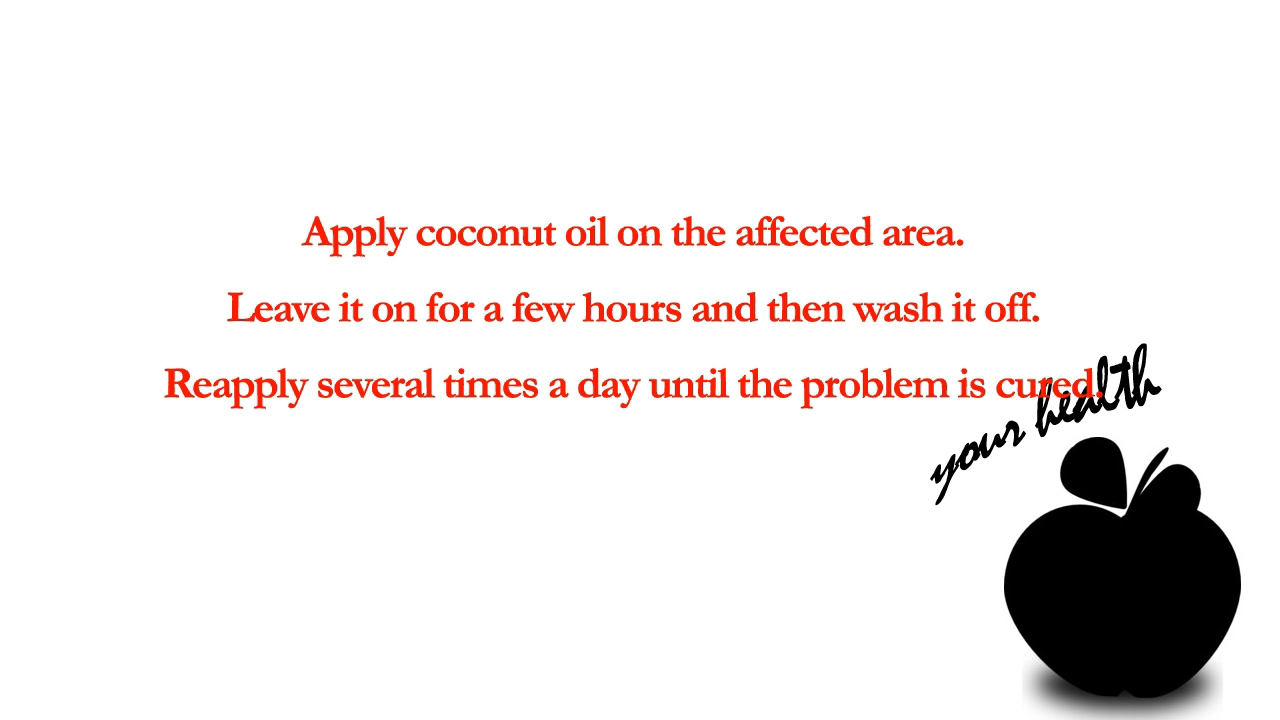 Apply coconut oil on the affected area.
Leave it on for a few hours and then wash it off.
Reapply several times a day until the problem is cured.
your health